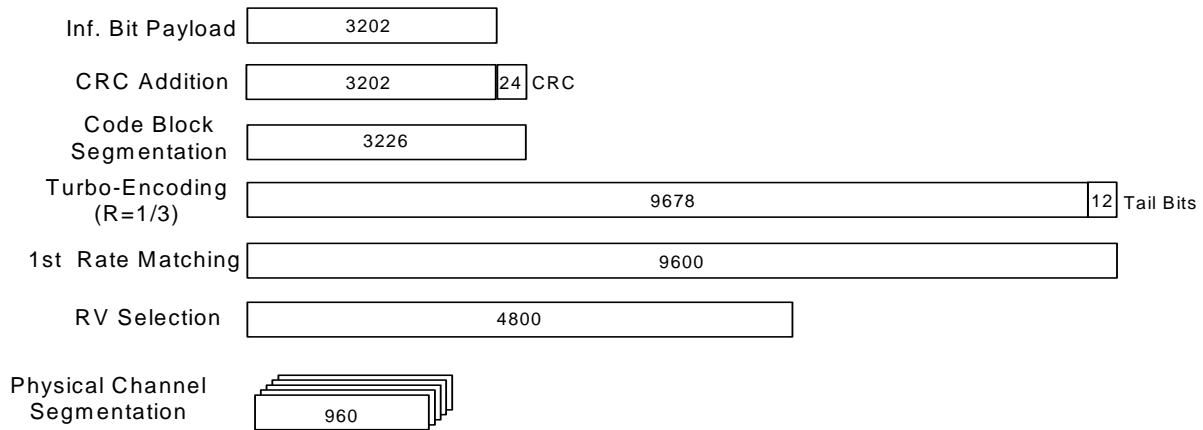 Inf. Bit Payload 3202
CRC Addition 3202 24 CRC
Code Block
Segmentation 3226
Turbo-Encoding
(R=1/3) 9678 12 Tail Bits
1st Rate Matching 9600
RV Selection 4800
Physical Channel
Segmentation 960